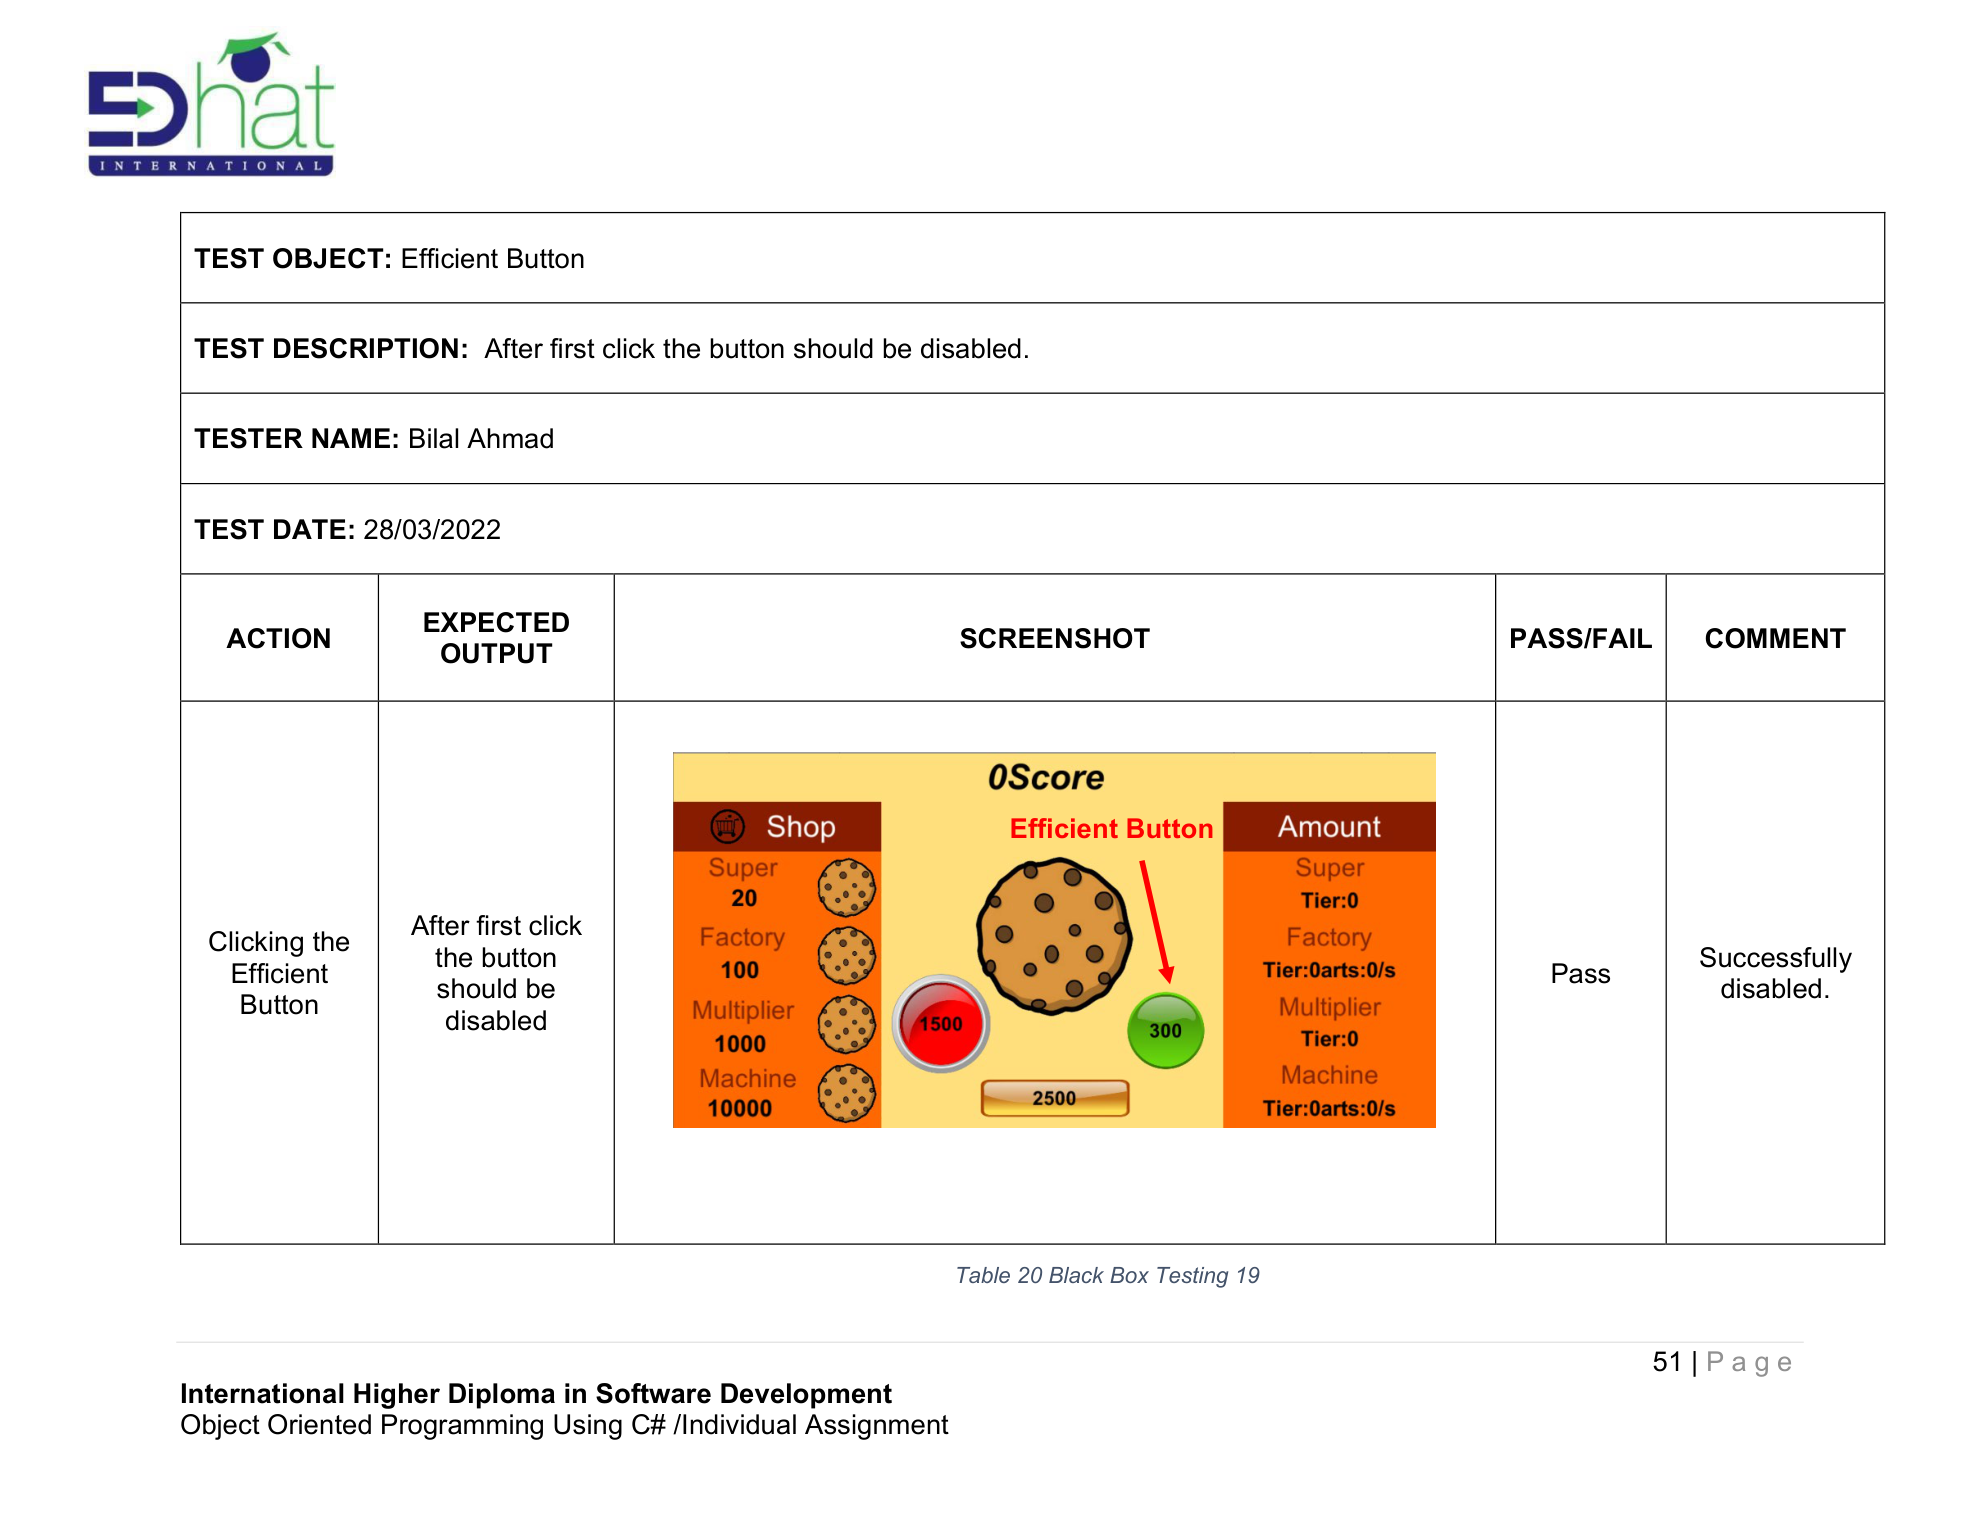 EDhat
INTERNATIONAL
TEST OBJECT: Efficient Button
TEST DESCRIPTION: After first click the button should be disabled.
TESTER NAME: Bilal Ahmad
TEST DATE: 28/03/2022
ACTION
EXPECTED
OUTPUT
SCREENSHOT
PASS/FAIL
COMMENT
Clicking the
Efficient
Button
After first click
the button
should be
disabled
0Score
Shop
Super
20
Factory
100
Multiplier
1000
Machine
10000
Efficient Button
1500
300
2500
Amount
Super
Tier:0
Factory
Tier:0arts:0/s
Multiplier
Tier:0
Machine
Tier:0arts:0/s
Pass
Successfully
disabled.
Table 20 Black Box Testing 19
51 | Page
International Higher Diploma in Software Development
Object Oriented Programming Using C# /Individual Assignment